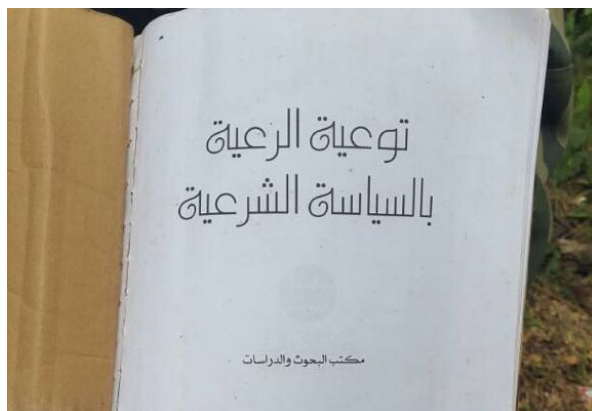 توعية الرعية
بالسياسة الشرعية
مكتب البحوث والدراسات